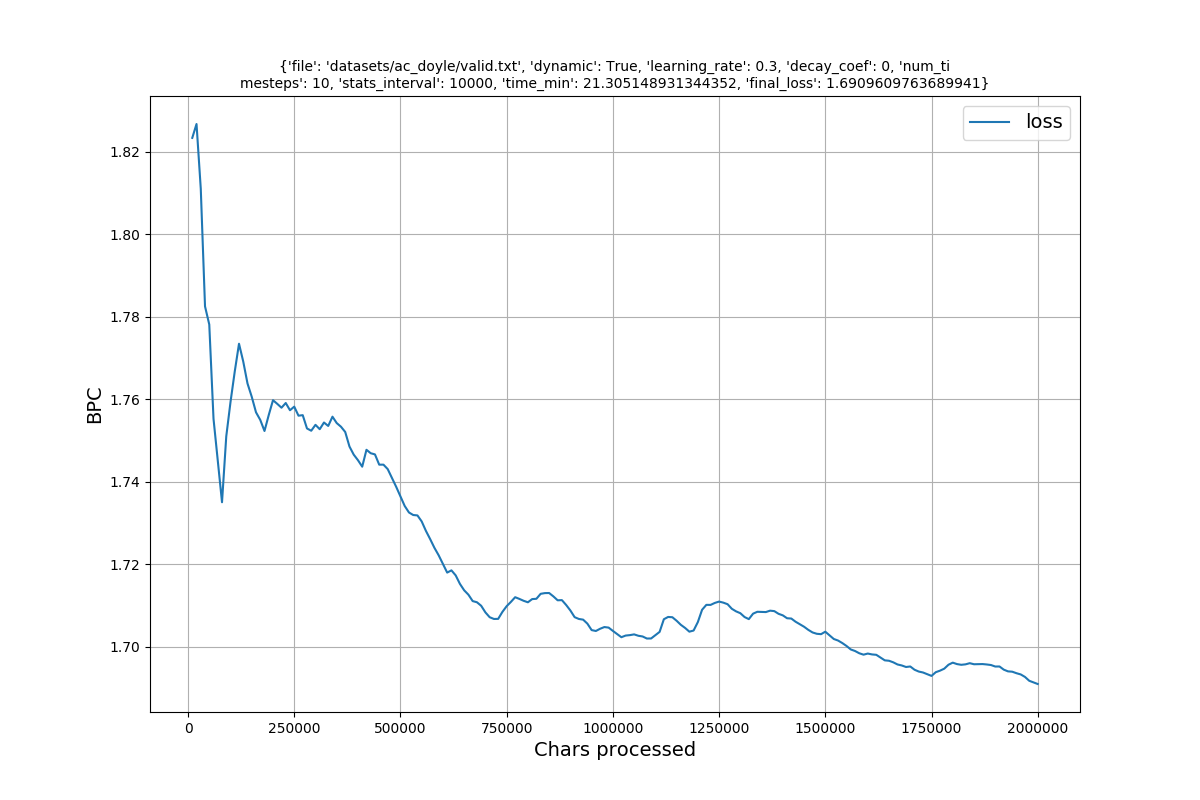 {'file': 'datasets/ac_doyle/valid.txt', 'dynamic': True, 'learning_rate': 0.3, 'decay_coef': 0, 'num_ti
mesteps': 10, 'stats_interval': 10000, 'time_min': 21.305148931344352, 'final_loss': 1.6909609763689941}
loss
1.82
1.80
1.78
1.76
1.74
1.72
1.70
BPC
0 250000 500000 750000 1000000 1250000 1500000 1750000 2000000
Chars processed